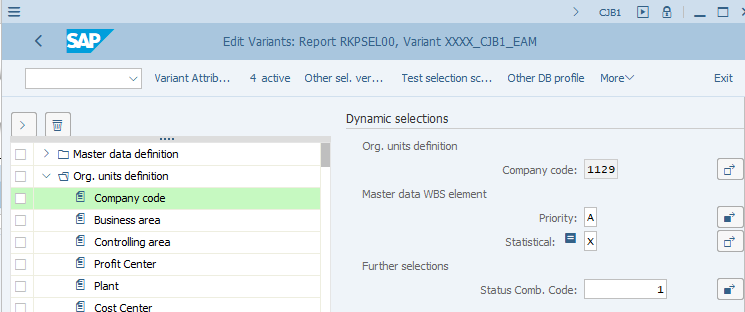 CJB1
SAP
Edit Variants: Report RKPSEL00, Variant XXXX_CJB1_EAM
Variant Attrib... 4 active Other sel. ver... Test selection sc... Other DB profile More Exit
Dynamic selections
Master data definition
Org. units definition
Company code
Business area
Controlling area
Profit Center
Plant
Cost Center
Org. units definition
Company code: 1129
Master data WBS element
Priority: A
Statistical: X
Further selections
Status Comb. Code: 1